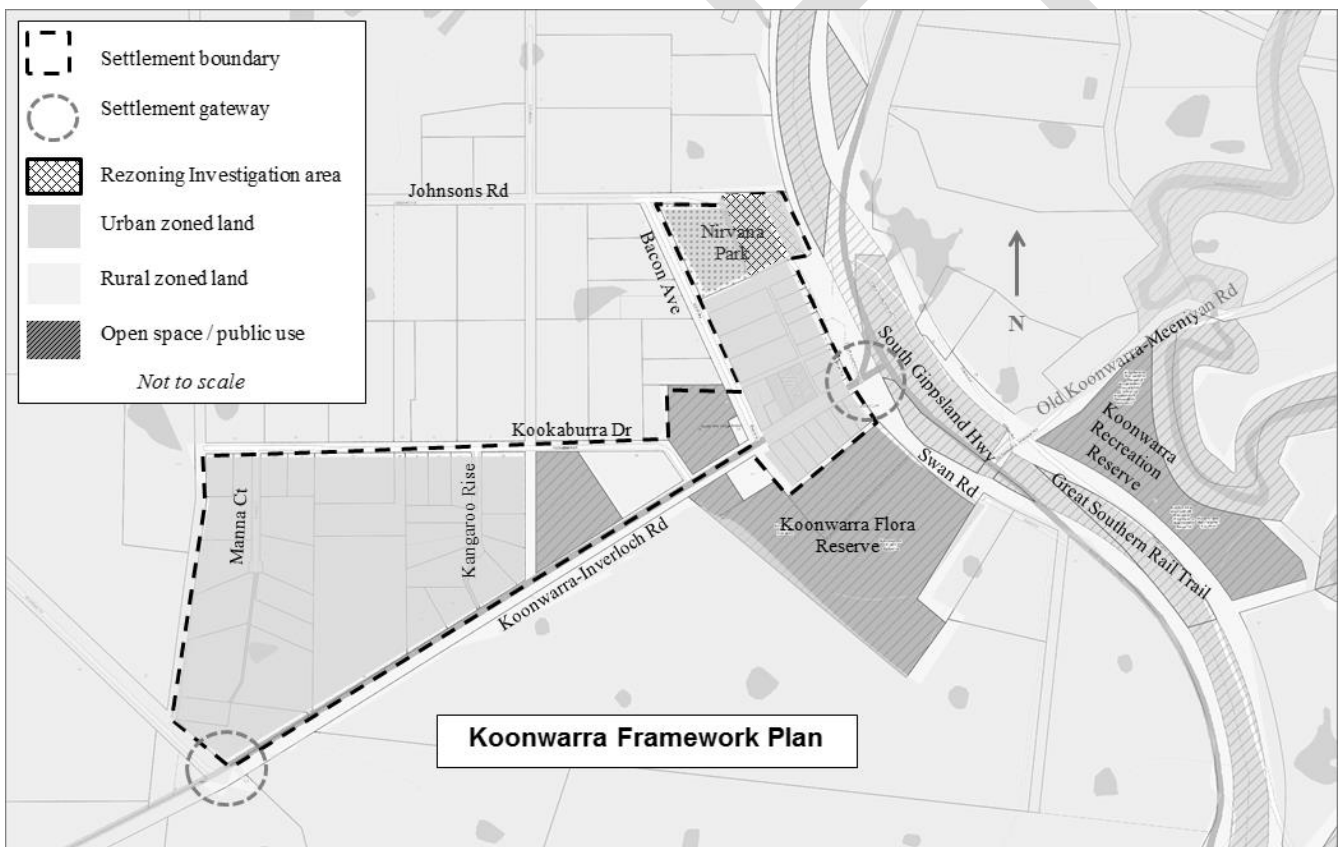 Settlement boundary
Settlement gateway
Rezoning Investigation area
Urban zoned land
Rural zoned land
Open space / public use
Not to scale
Johnsons Rd
Nirvana
Park
Bacon Ave
South Gippsland Hwy
N
Old Koonwarra-Meeniyan Rd
Koonwarra
Recreation
Reserve
Kookaburra Dr
Swan Rd
Great Southern Rail Trail
Manna Ct
Kangaroo Rise
Koonwarra-Inverloch Rd
Koonwarra Flora
Reserve
Koonwarra Framework Plan